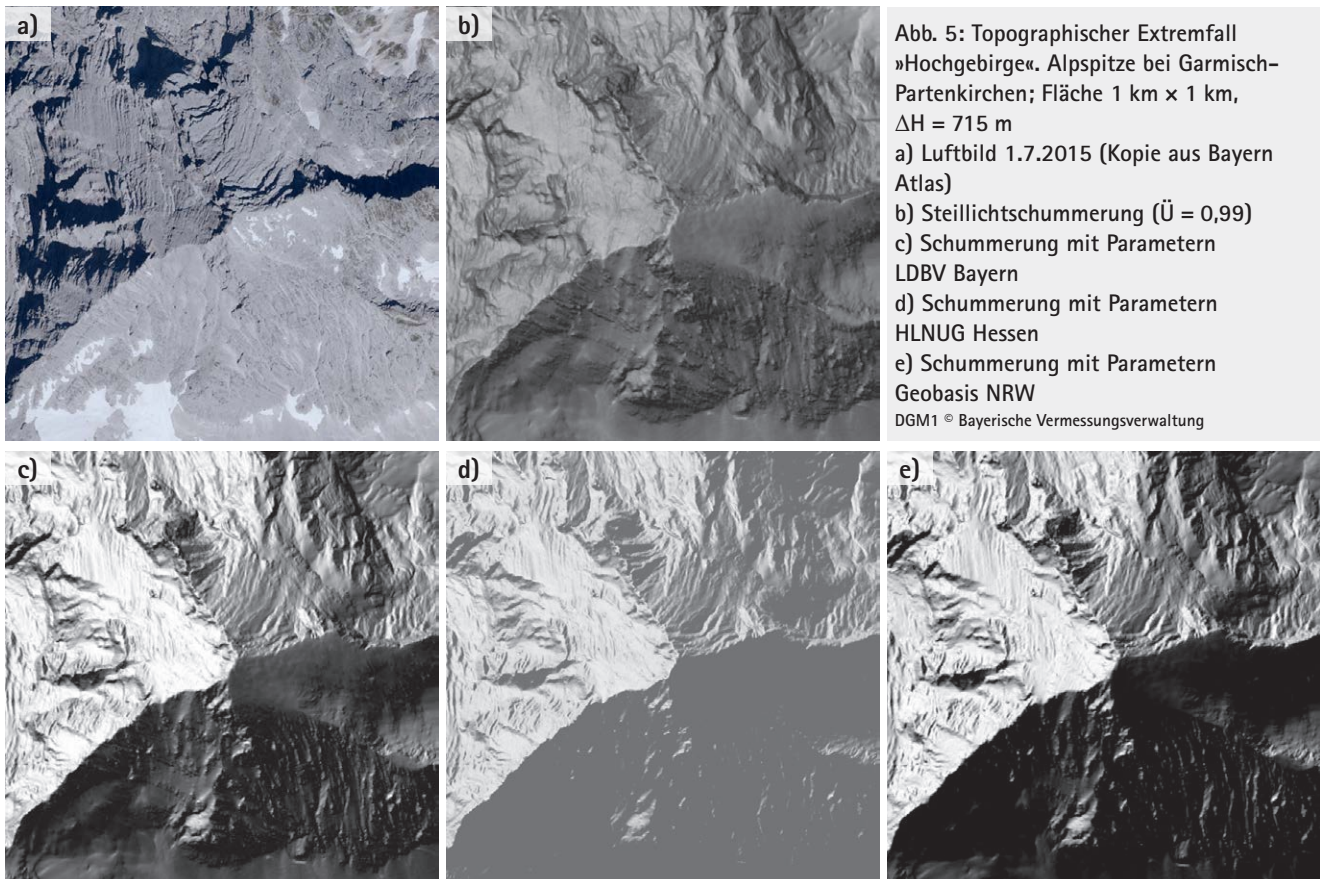 a)
b)
Abb. 5: Topographischer Extremfall
»Hochgebirge«. Alpspitze bei Garmisch-
Partenkirchen; Fläche 1 km × 1 km,
ΔH = 715 m
a) Luftbild 1.7.2015 (Kopie aus Bayern
Atlas)
b) Steillichtschummerung (Ü = 0,99)
c) Schummerung mit Parametern
LDBV Bayern
d) Schummerung mit Parametern
HLNUG Hessen
e) Schummerung mit Parametern
Geobasis NRW
DGM1 © Bayerische Vermessungsverwaltung
c)
d)
e)